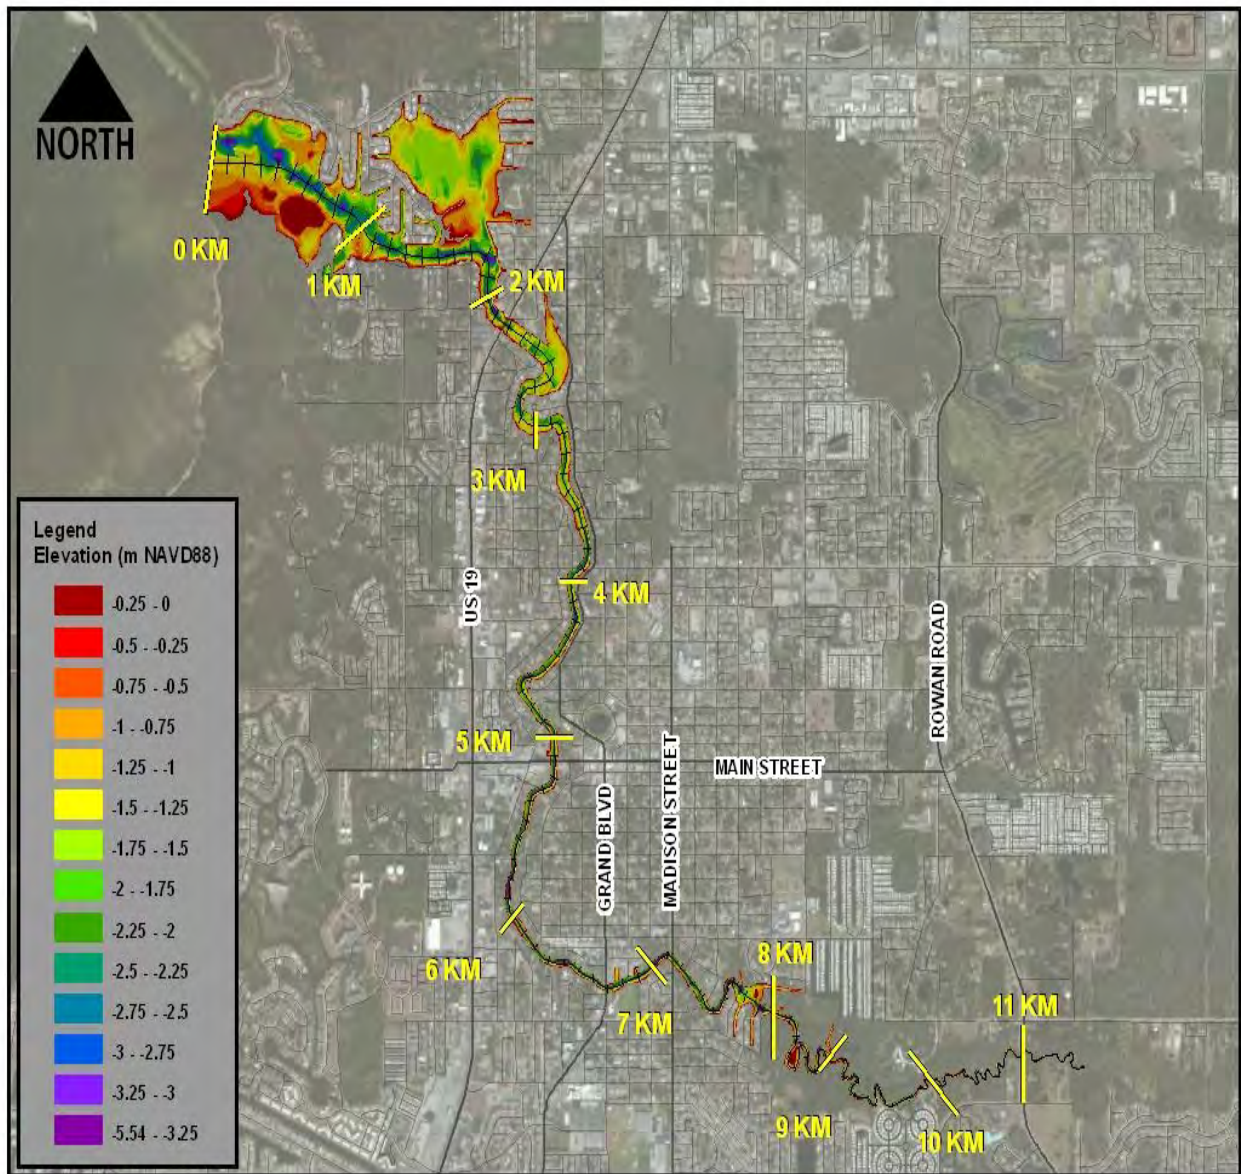 NORTH
0 KM
1 KM
2 KM
3 KM
4 KM
5 KM
6 KM
7 KM
8 KM
9 KM
10 KM
11 KM
US 19
GRAND BLVD
MADISON STREET
MAIN STREET
ROWAN ROAD
Legend
Elevation (m NAVD88)
-0.25 - 0
-0.5 - -0.25
-0.75 - -0.5
-1 - -0.75
-1.25 - -1
-1.5 - -1.25
-1.75 - -1.5
-2 - -1.75
-2.25 - -2
-2.5 - -2.25
-2.75 - -2.5
-3 - -2.75
-3.25 - -3
-5.54 - -3.25